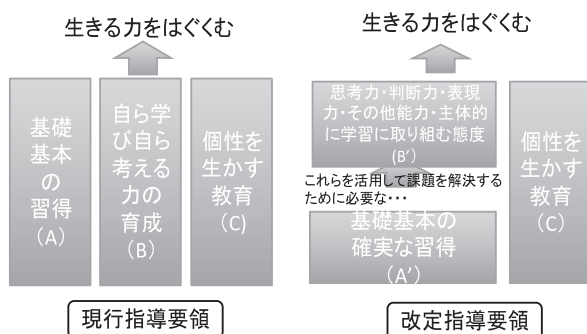 生きる力をはぐくむ
基礎
基本
の
習得
（A）
自ら学
び自ら
考える
力の
育成
（B）
個性を
生かす
教育
（C)
現行指導要領
生きる力をはぐくむ
思考力・判断力・表現
力・その他能力・主体的
に学習に取り組む態度
(B’)
これらを活用して課題を解決する
ために必要な・・・
基礎基本の
確実な習得
（A’）
個性を
生かす
教育
（C）
改定指導要領